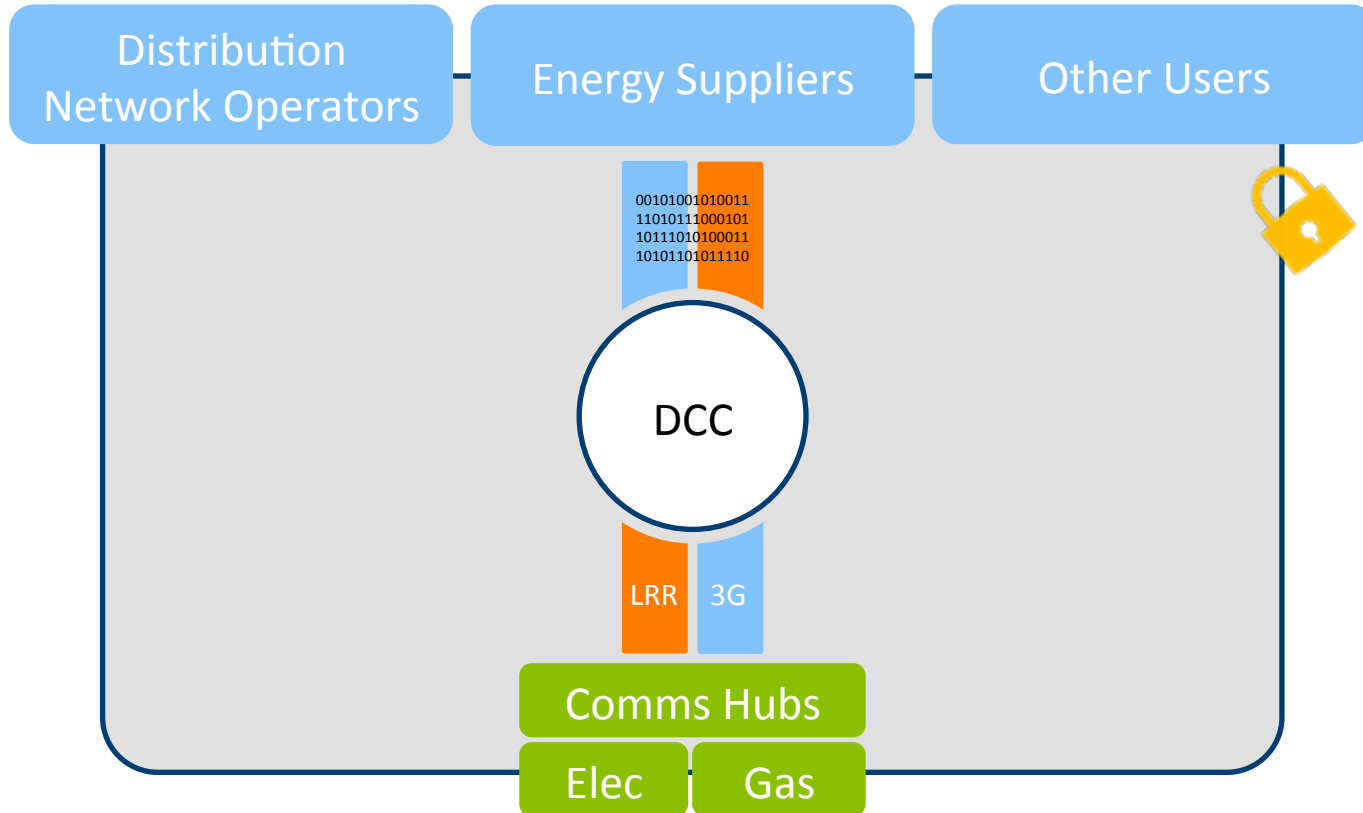 Distribution
Network Operators
Energy Suppliers
Other Users
00101001010011
11010111000101
10111010100011
10101101011110
DCC
LRR
3G
Comms Hubs
Elec
Gas